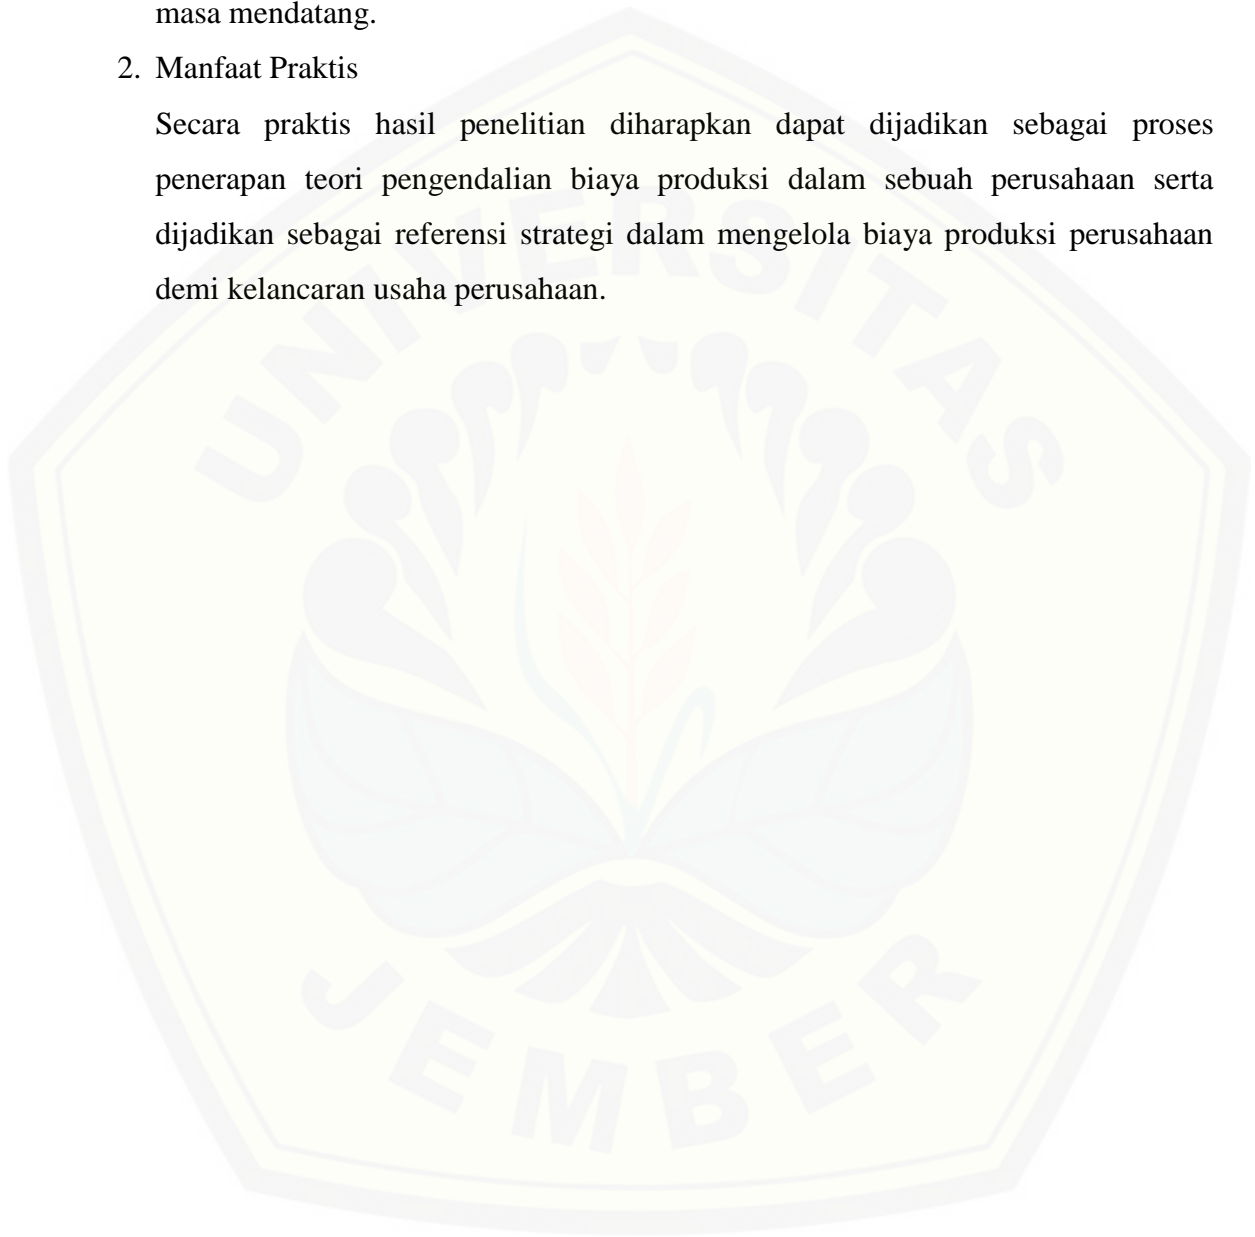 masa mendatang.
2. Manfaat Praktis
Secara praktis hasil penelitian diharapkan dapat dijadikan sebagai proses
penerapan teori pengendalian biaya produksi dalam sebuah perusahaan serta
dijadikan sebagai referensi strategi dalam mengelola biaya produksi perusahaan
demi kelancaran usaha perusahaan.
UNIVERSITAS
JEMBER